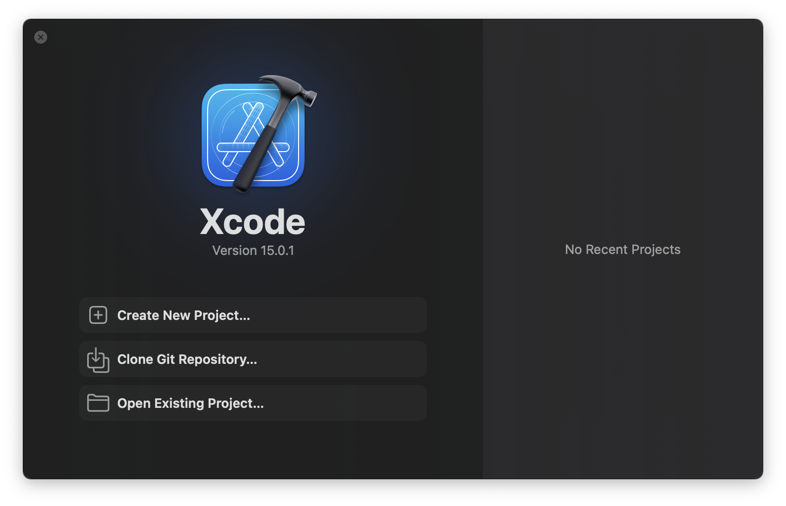 Xcode
Version 15.0.1
Create New Project...
Clone Git Repository...
Open Existing Project...
No Recent Projects